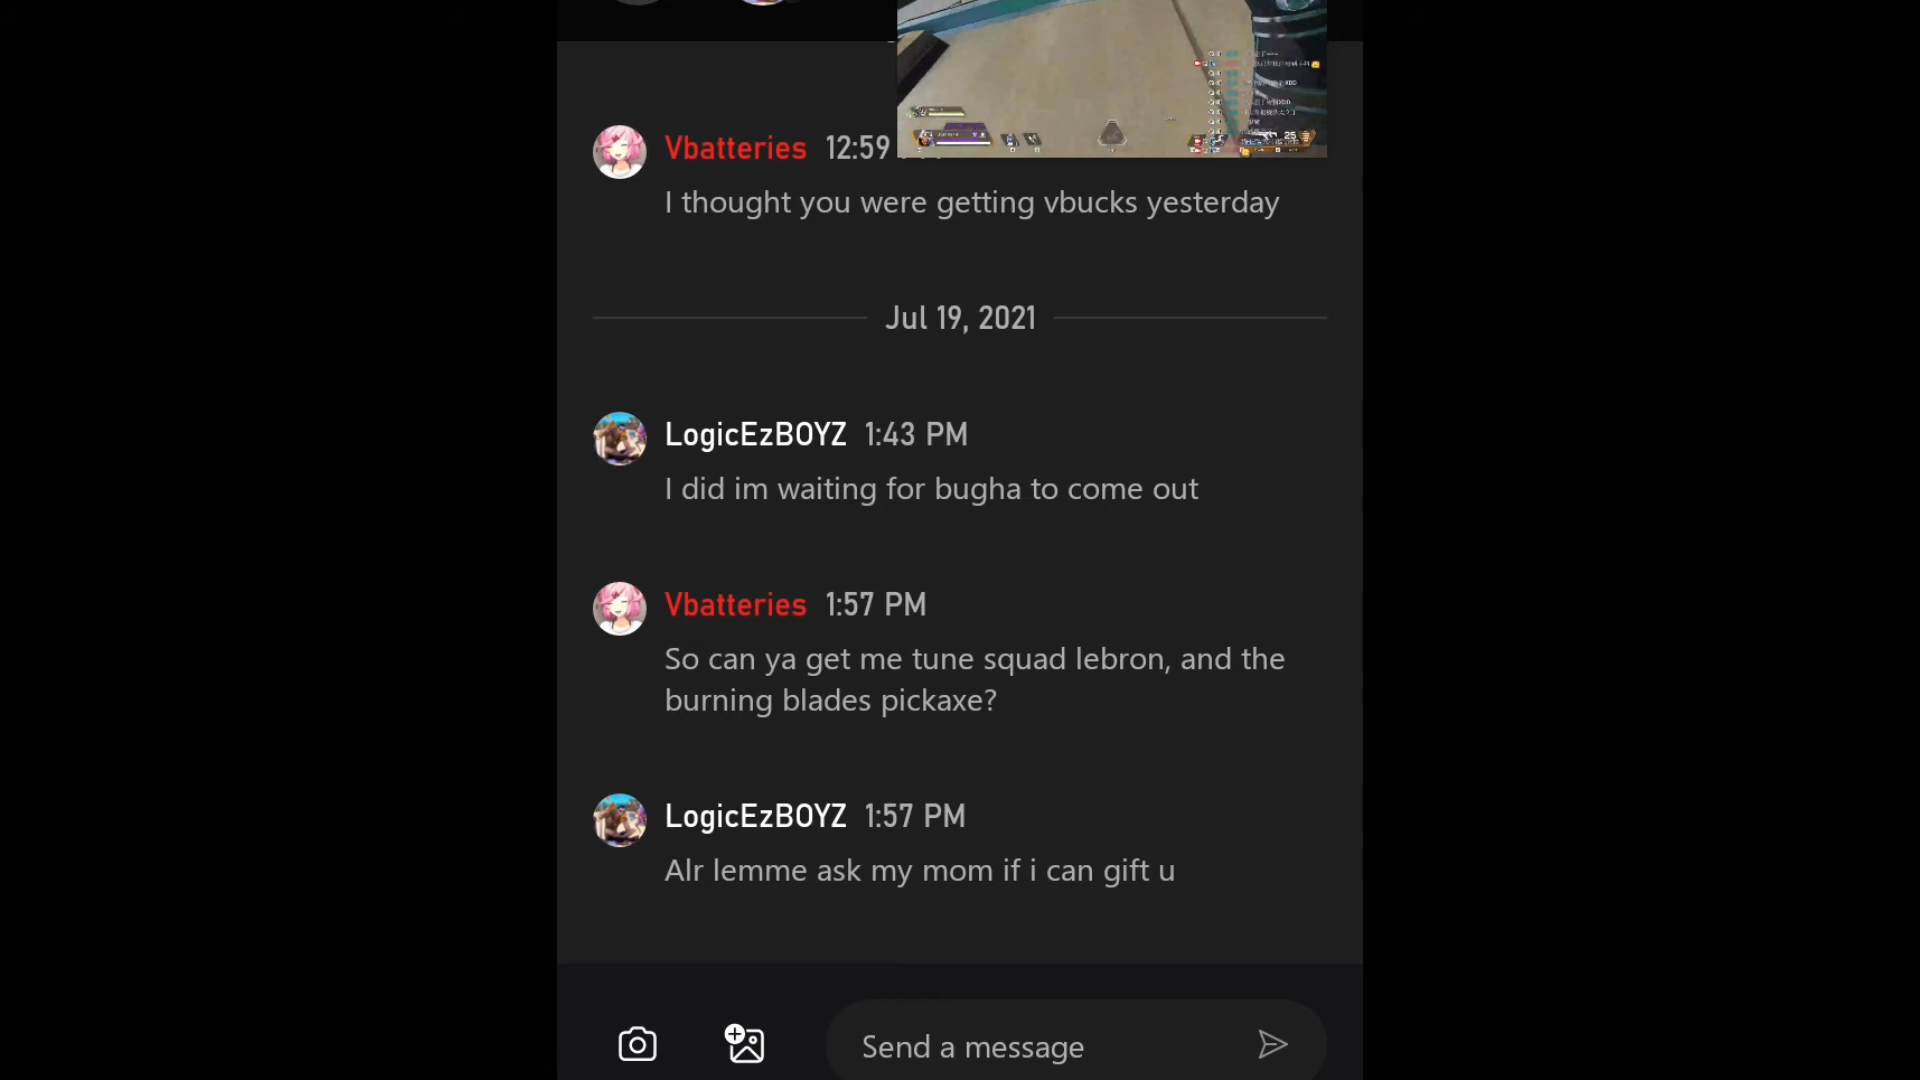 Vbatteries 12:59
I thought you were getting vbucks yesterday
Jul 19, 2021
LogicEzBOYZ 1:43 PM
I did im waiting for bugha to come out
Vbatteries 1:57 PM
So can ya get me tune squad lebron, and the
burning blades pickaxe?
LogicEzBOYZ 1:57 PM
Alr lemme ask my mom if i can gift u
Send a message
25